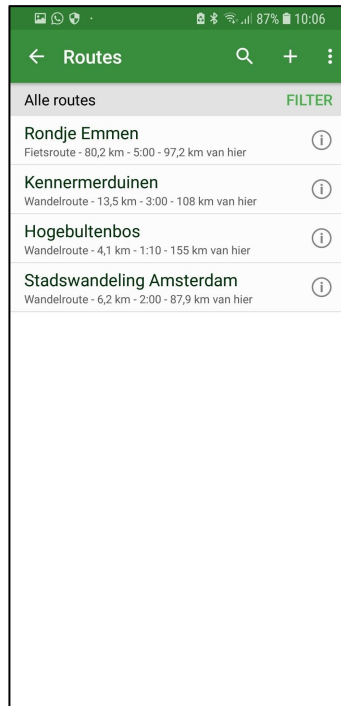 87% 10:06
Routes
Alle routes FILTER
Rondje Emmen
Fietsroute - 80,2 km - 5:00 - 97,2 km van hier
Kennermerduinen
Wandelroute - 13,5 km - 3:00 - 108 km van hier
Hogebultenbos
Wandelroute - 4,1 km - 1:10 - 155 km van hier
Stadswandeling Amsterdam
Wandelroute - 6,2 km - 2:00 - 87,9 km van hier